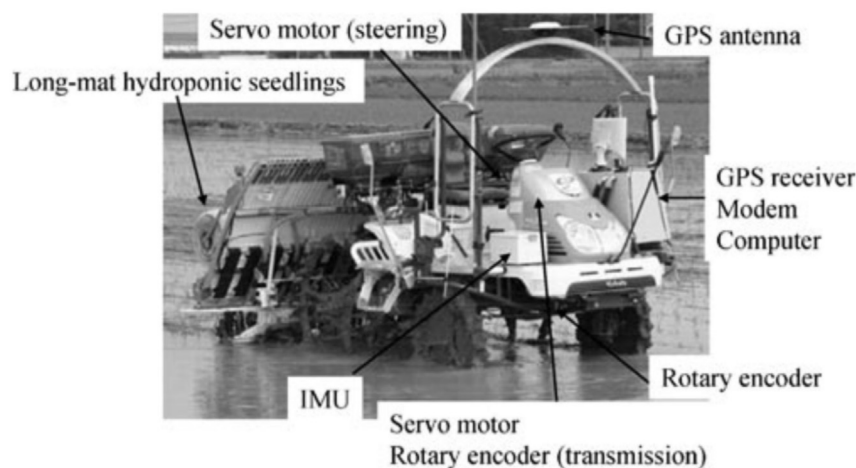 Servo motor (steering)
GPS antenna
Long-mat hydroponic seedlings
GPS receiver
Modem
Computer
Rotary encoder
IMU
Servo motor
Rotary encoder (transmission)